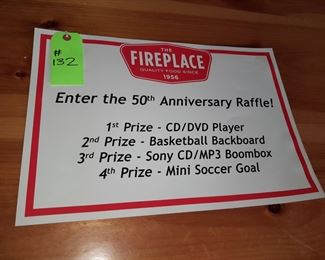 # 132
THE
FIREPLACE
QUALITY FOOD SINCE
1956
Enter the 50th Anniversary Raffle!
1st Prize - CD/DVD Player
2nd Prize - Basketball Backboard
3rd Prize - Sony CD/MP3 Boombox
4th Prize - Mini Soccer Goal